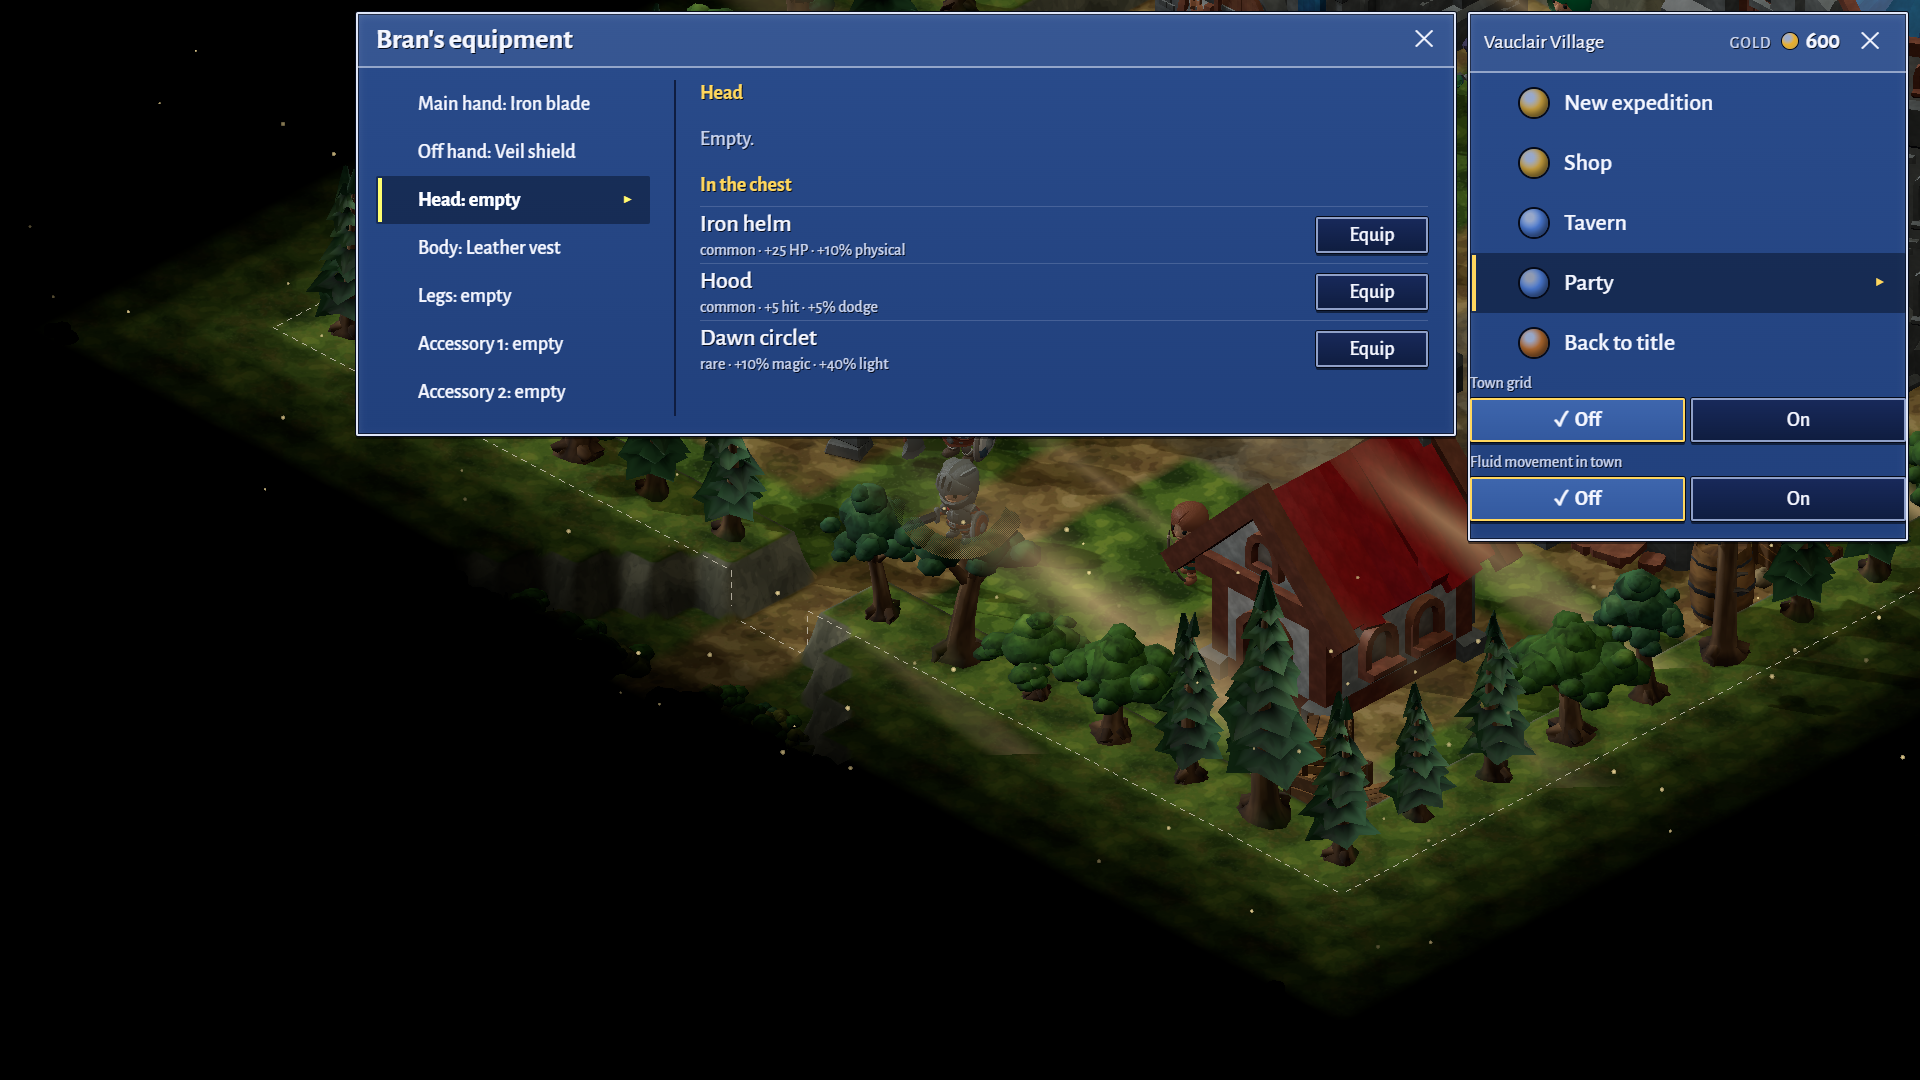 Bran's equipment
Main hand: Iron blade
Off hand: Veil shield
Head: empty
Body: Leather vest
Legs: empty
Accessory 1: empty
Accessory 2: empty
Head
Empty.
In the chest
Iron helm
common · +25 HP · +10% physical
Equip
Hood
common · +5 hit · +5% dodge
Equip
Dawn circlet
rare · +10% magic · +40% light
Equip
Vauclair Village
GOLD 600
New expedition
Shop
Tavern
Party
Back to title
Town grid
✓ Off
On
Fluid movement in town
✓ Off
On